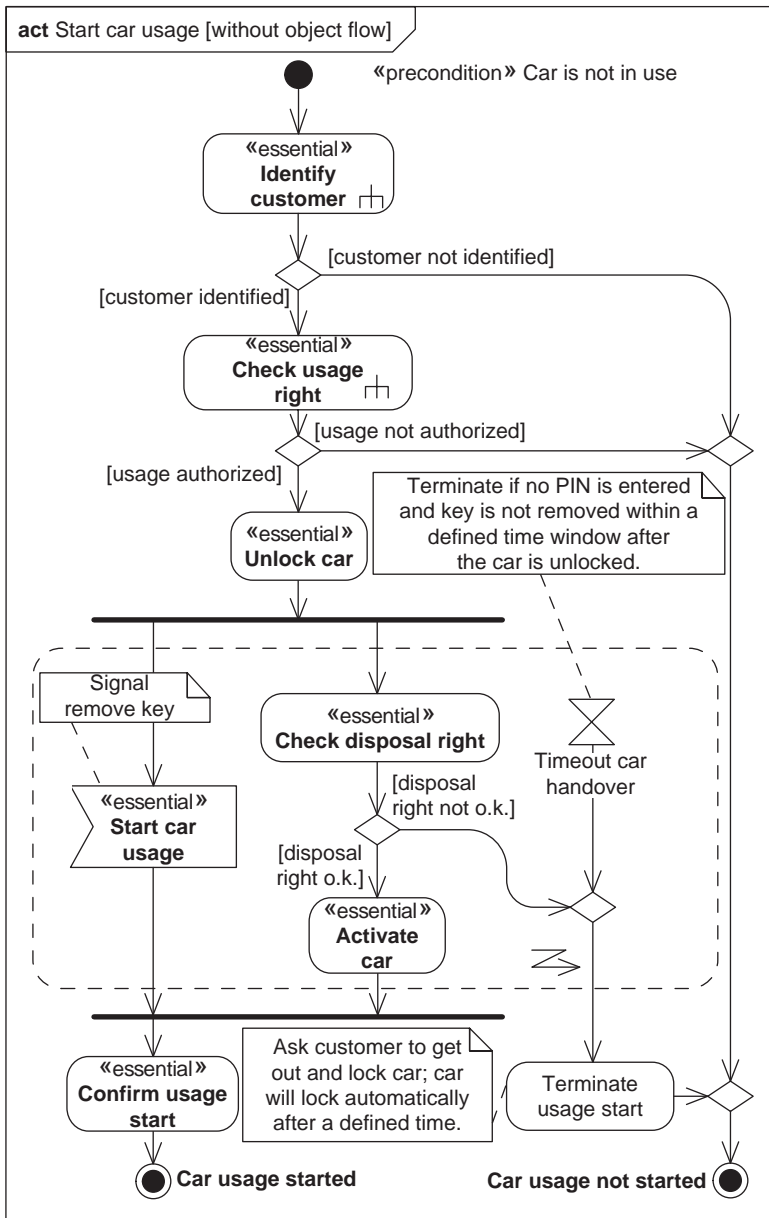 act Start car usage [without object flow]
«precondition» Car is not in use
«essential»
Identify
customer
[customer not identified]
[customer identified]
«essential»
Check usage
right
[usage not authorized]
[usage authorized]
Terminate if no PIN is entered
and key is not removed within a
defined time window after
the car is unlocked.
«essential»
Unlock car
Signal
remove key
«essential»
Check disposal right
Timeout car
handover
«essential»
Start car
usage
[disposal
right not o.k.]
[disposal
right o.k.]
«essential»
Activate
car
«essential»
Confirm usage
start
Ask customer to get
out and lock car; car
will lock automatically
after a defined time.
Terminate
usage start
Car usage started
Car usage not started